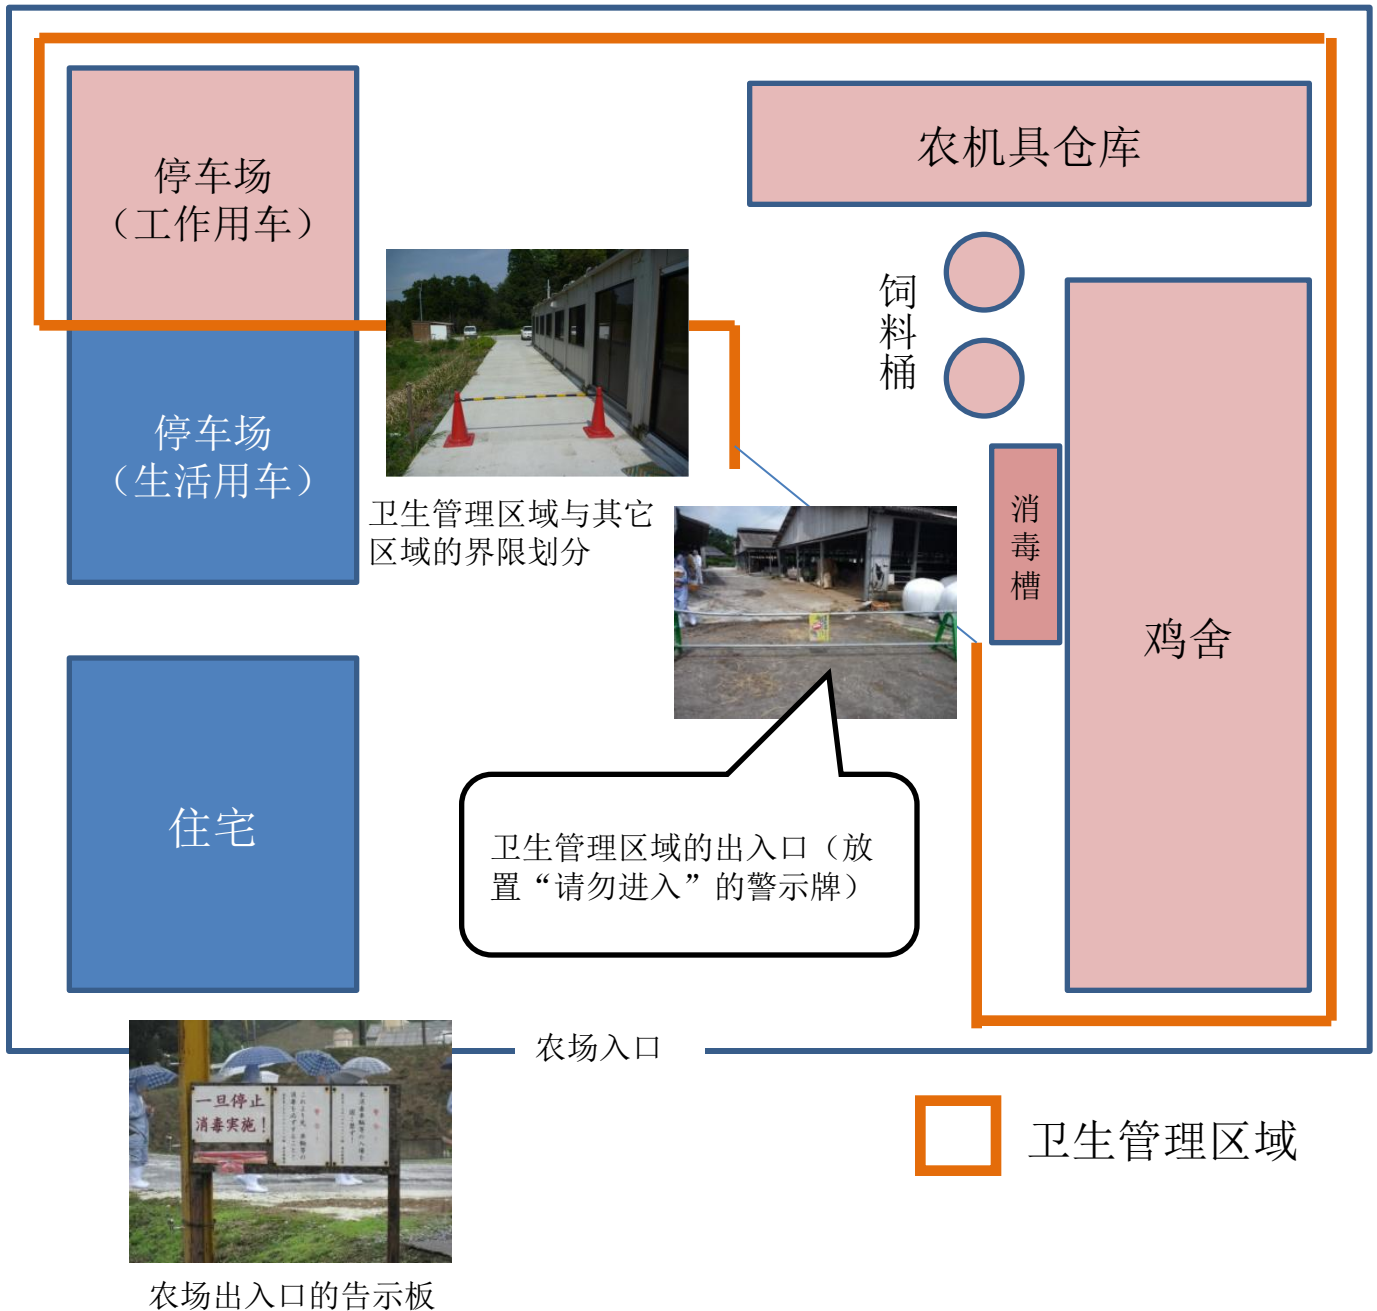 停车场
（工作用车）
农机具仓库
饲料桶
停车场
（生活用车）
卫生管理区域与其它
区域的界限划分
消毒槽
鸡舍
住宅
卫生管理区域的出入口（放
置“请勿进入”的警示牌）
农场入口
一旦停止
消毒実施！
卫生管理区域
农场出入口的告示板